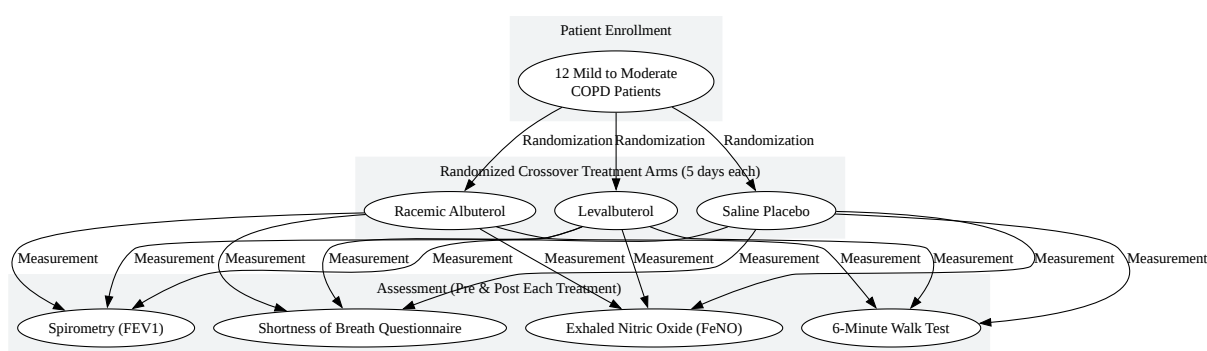 Patient Enrollment
12 Mild to Moderate
COPD Patients
Randomization
Randomization
Randomization
Randomized Crossover Treatment Arms (5 days each)
Racemic Albuterol
Levalbuterol
Saline Placebo
Measurement
Measurement
Measurement
Measurement
Measurement
Measurement
Measurement
Measurement
Measurement
Measurement
Measurement
Measurement
Assessment (Pre & Post Each Treatment)
Spirometry (FEV1)
Shortness of Breath Questionnaire
Exhaled Nitric Oxide (FeNO)
6-Minute Walk Test